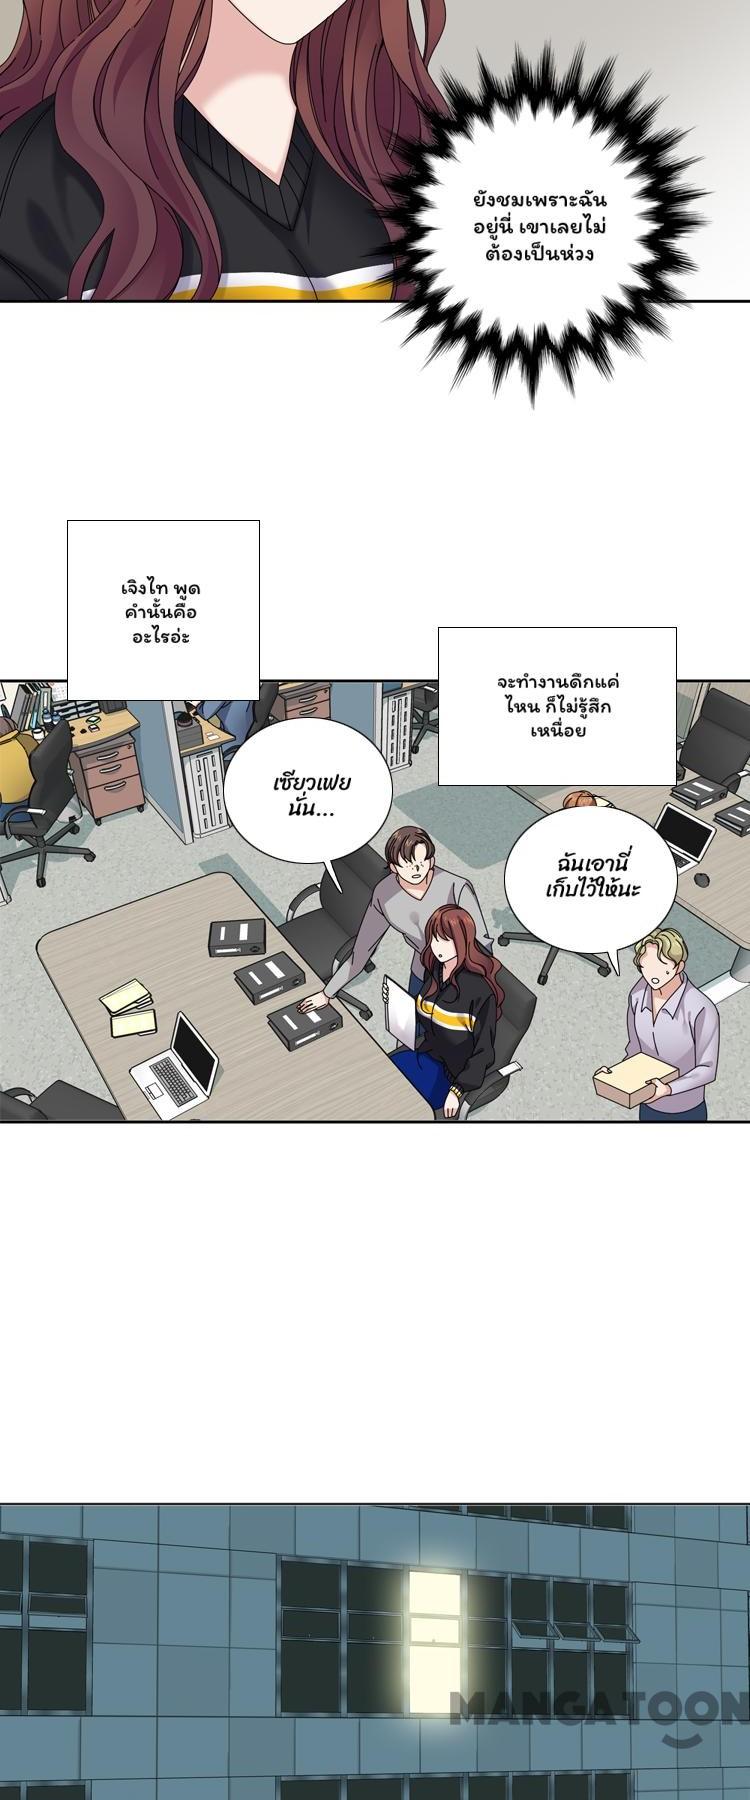 ยังชมเพราะฉัน
อยู่นี่ เขาเลยไม่
ต้องเป็นห่วง
เจิงไท พูด
คำนั้นคือ
อะไรอ่ะ
จะทำงานดึกแค่
ไหน ก็ไม่รู้สึก
เหนื่อย
เซียวเฟย
นั่น...
ฉันเอานี่
เก็บไว้ให้นะ
MANGATOON